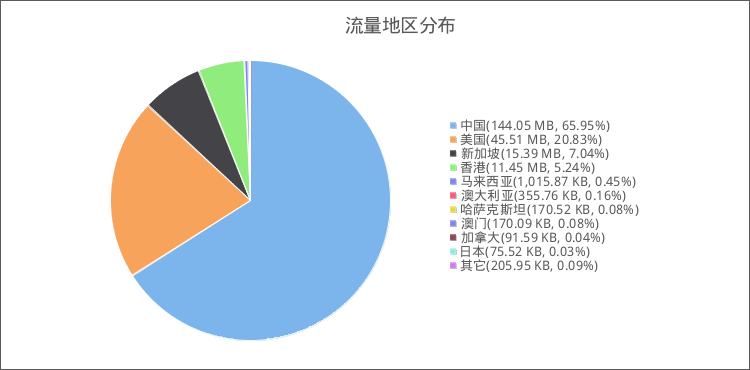 流量地区分布
中国(144.05 MB, 65.95%)
美国(45.51 MB, 20.83%)
新加坡(15.39 MB, 7.04%)
香港(11.45 MB, 5.24%)
马来西亚(1,015.87 KB, 0.45%)
澳大利亚(355.76 KB, 0.16%)
哈萨克斯坦(170.52 KB, 0.08%)
澳门(170.09 KB, 0.08%)
加拿大(91.59 KB, 0.04%)
日本(75.52 KB, 0.03%)
其它(205.95 KB, 0.09%)